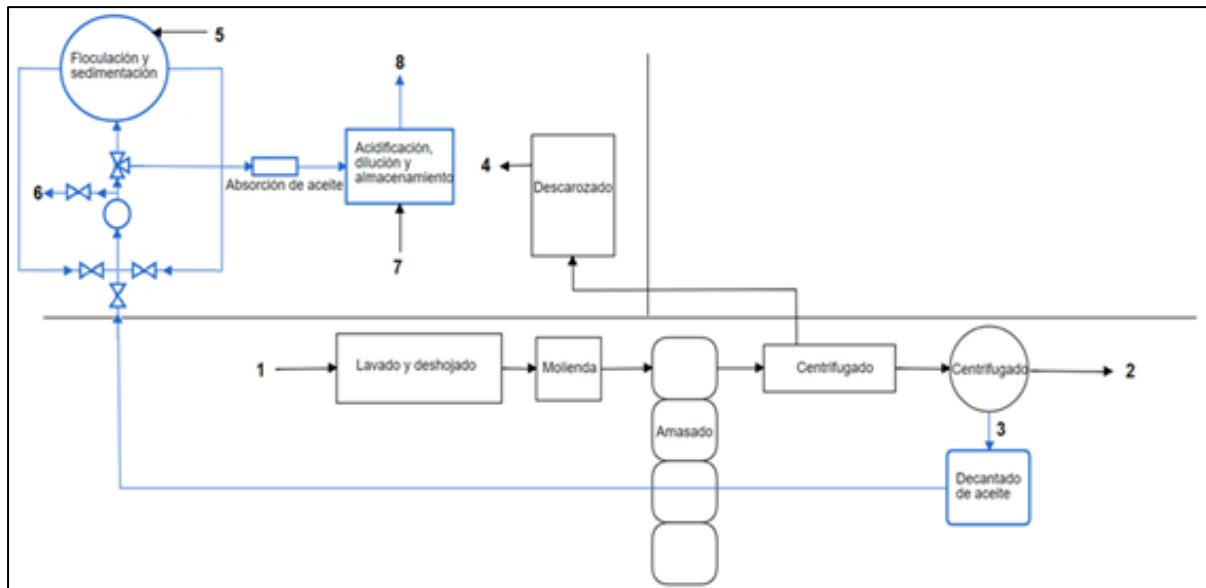 5
Floculación y
sedimentación
8
Acidificación,
dilución y
almacenamiento
4
Descarozado
6
Absorción de aceite
7
1
Lavado y deshojado
Molienda
Centrifugado
Centrifugado
2
Amasado
3
Decantado
de aceite